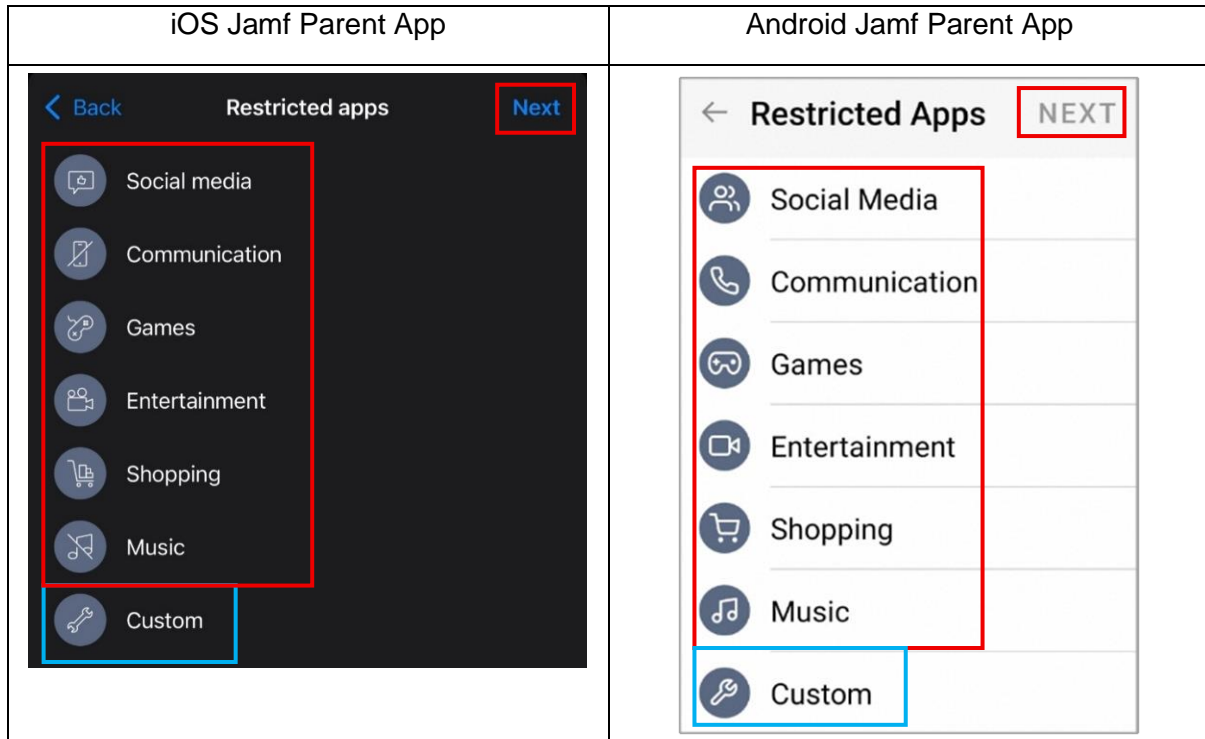 iOS Jamf Parent App
Android Jamf Parent App
Back
Restricted apps
Next
Social media
Communication
Games
Entertainment
Shopping
Music
Custom
Restricted Apps
NEXT
Social Media
Communication
Games
Entertainment
Shopping
Music
Custom